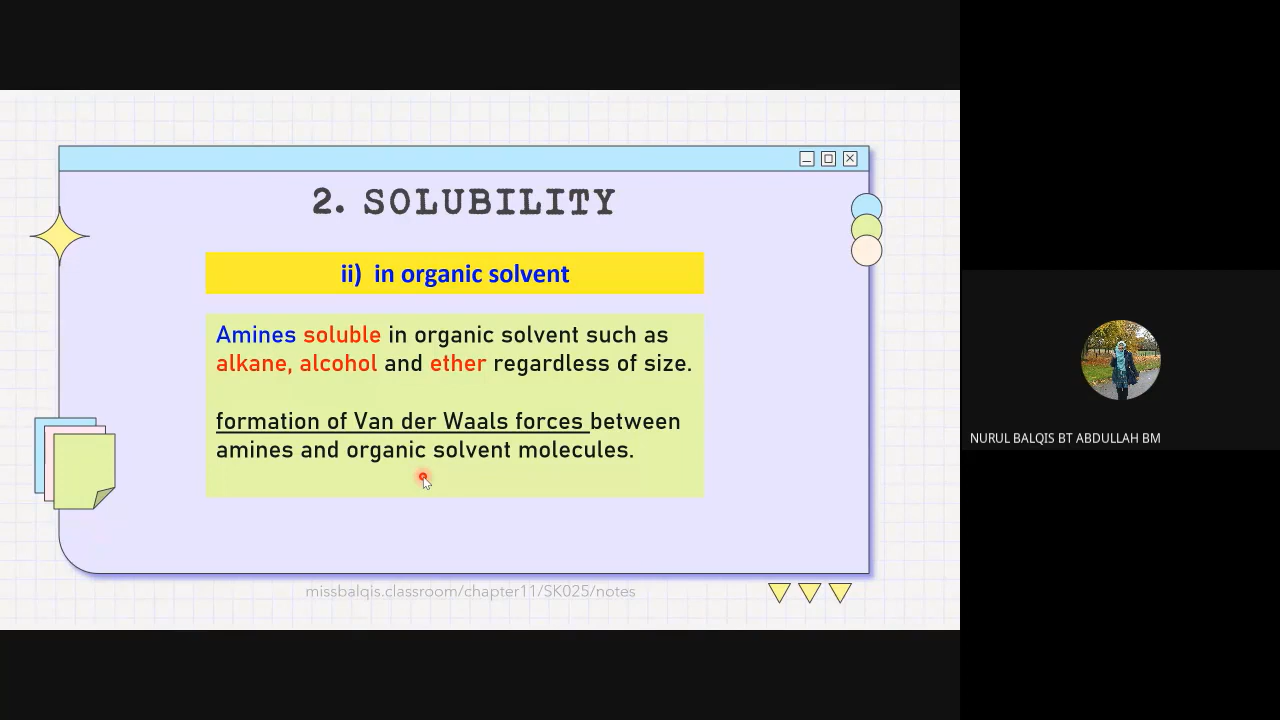 2. SOLUBILITY
ii) in organic solvent
Amines soluble in organic solvent such as
alkane, alcohol and ether regardless of size.
formation of Van der Waals forces between
amines and organic solvent molecules.
missbalqis.classroom/chapter11/SK025/notes
NURUL BALQIS BT ABDULLAH BM